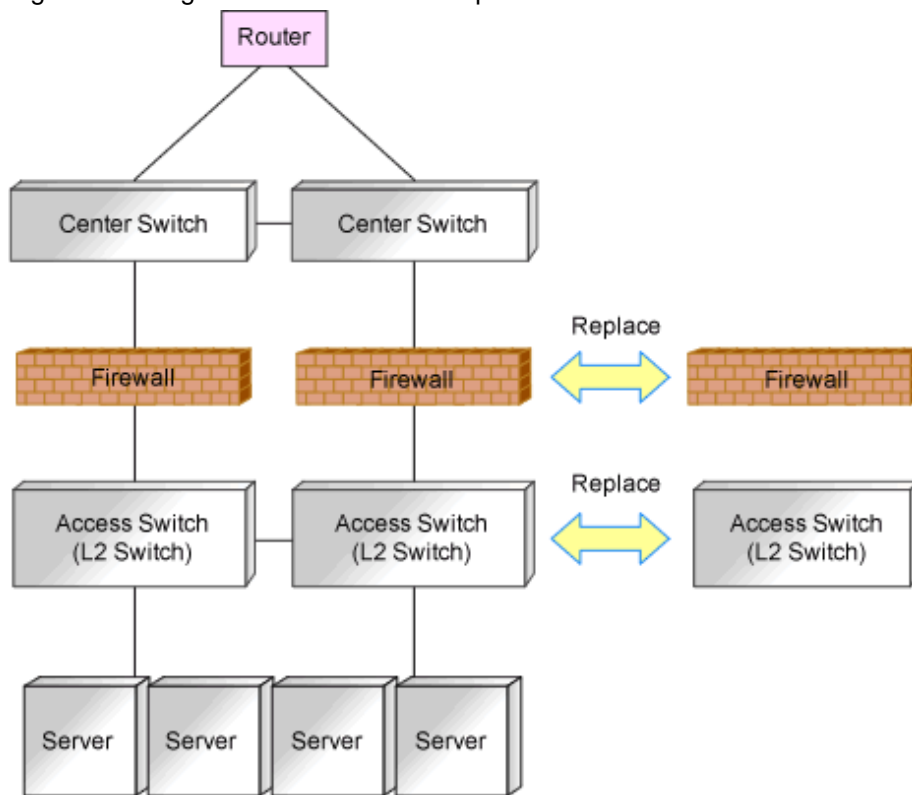 Router
Center Switch
Center Switch
Replace
Firewall
Firewall
Firewall
Replace
Access Switch
(L2 Switch)
Access Switch
(L2 Switch)
Access Switch
(L2 Switch)
Server
Server
Server
Server